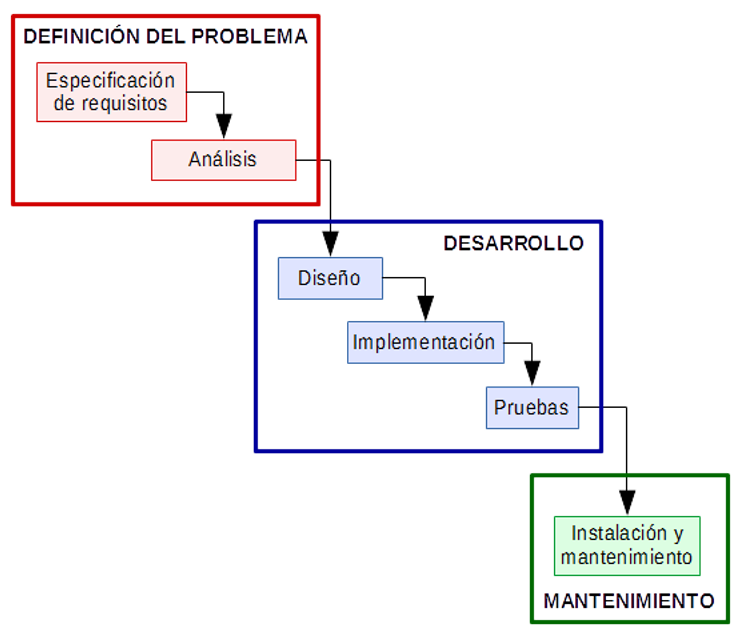 DEFINICIÓN DEL PROBLEMA
Especificación
de requisitos
Análisis
DESARROLLO
Diseño
Implementación
Pruebas
Instalación y
mantenimiento
MANTENIMIENTO